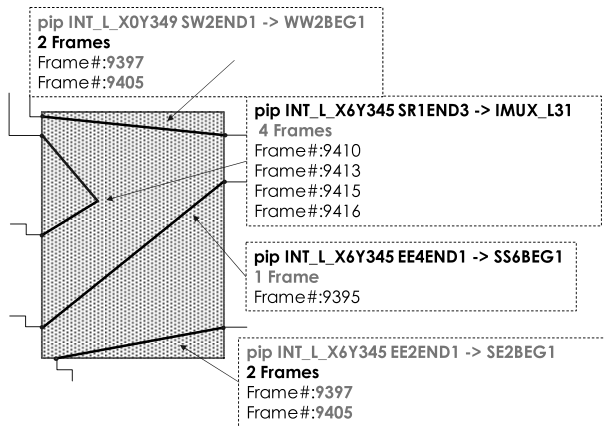 pip INT_L_X0Y349 SW2END1 -> WW2BEG1
2 Frames
Frame#:9397
Frame#:9405
pip INT_L_X6Y345 SR1END3 -> IMUX_L31
4 Frames
Frame#:9410
Frame#:9413
Frame#:9415
Frame#:9416
pip INT_L_X6Y345 EE4END1 -> SS6BEG1
1 Frame
Frame#:9395
pip INT_L_X6Y345 EE2END1 -> SE2BEG1
2 Frames
Frame#:9397
Frame#:9405